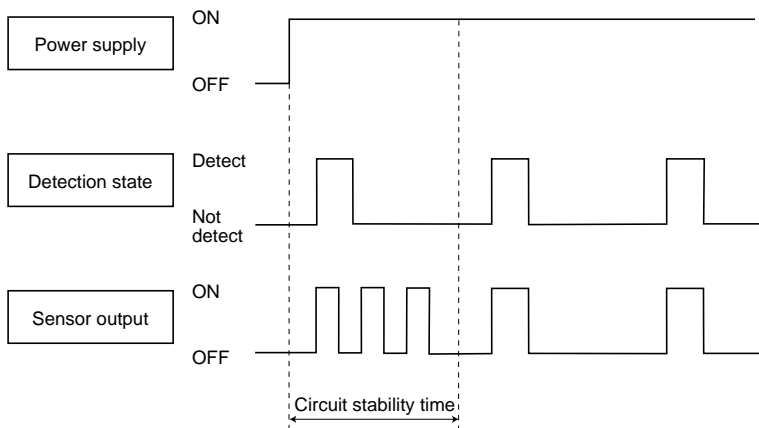 ON
Power supply
OFF
Detect
Detection state
Not
detect
ON
Sensor output
OFF
Circuit stability time